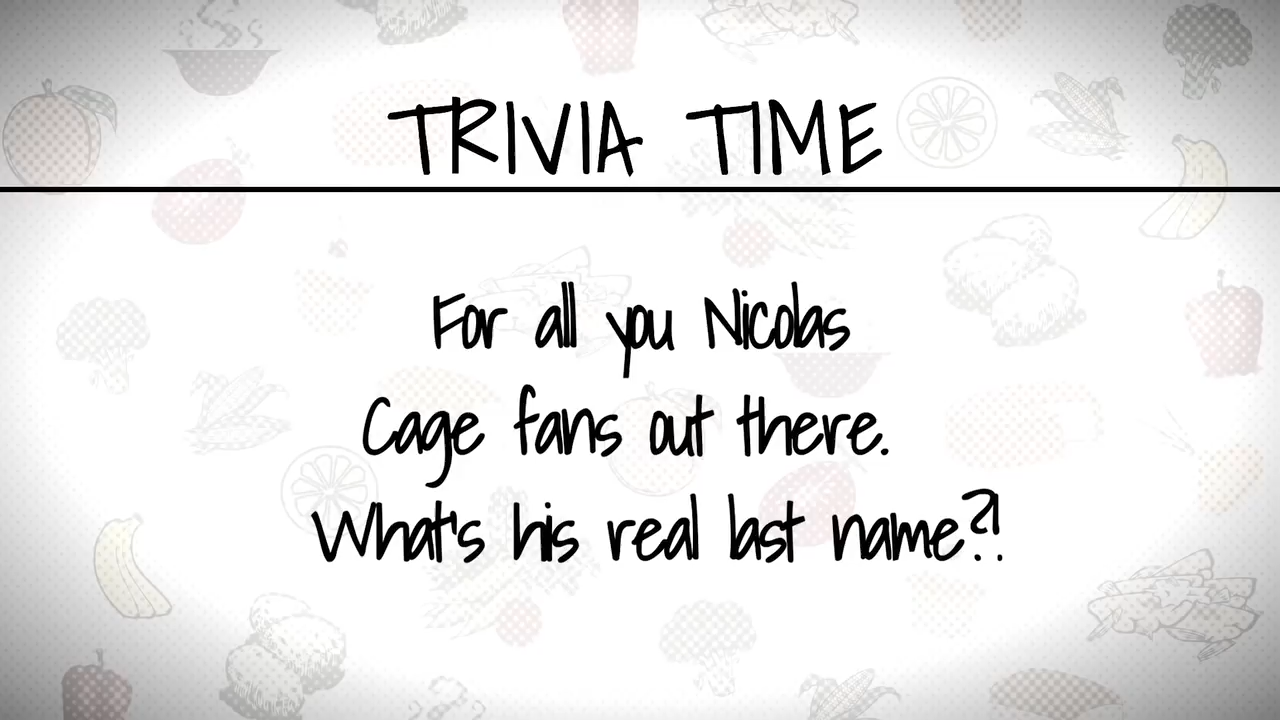 TRIVIA TIME
For all you Nicolas
Cage fans out there.
What's his real last name?!